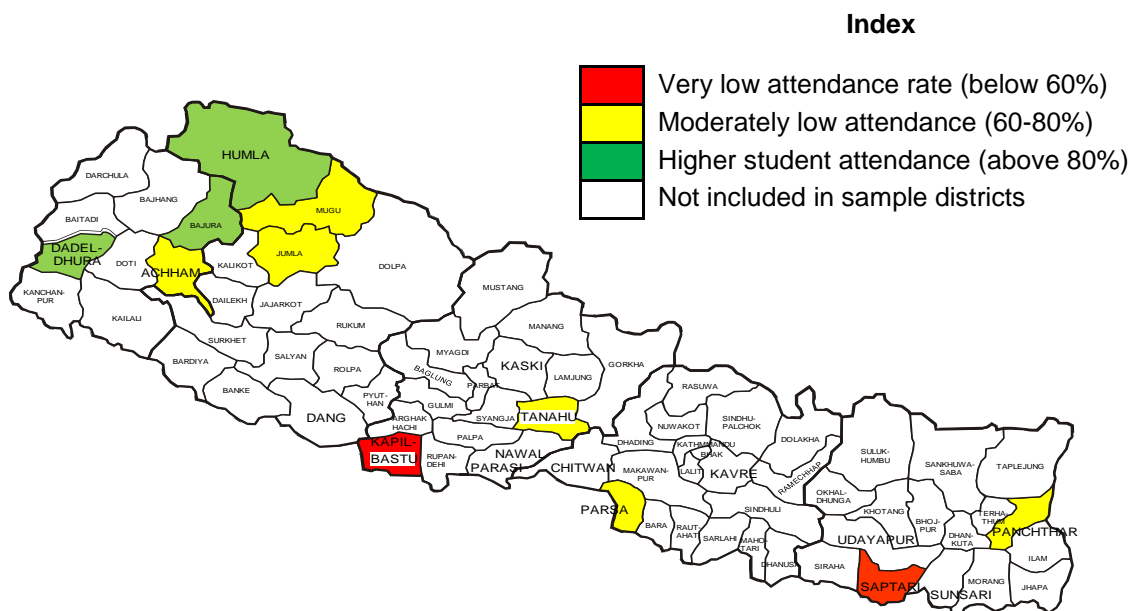 Index
Very low attendance rate (below 60%)
Moderately low attendance (60-80%)
Higher student attendance (above 80%)
Not included in sample districts
HUMLA
DARCHULA
BAJHANG
BAITADI
BAJURA
MUGU
DADEL-
DHURA
DOTI
ACHHAM
KALIKOT
JUMLA
DOLPA
KANCHAN-
PUR
KAILALI
DAILEKH
JAJARKOT
MUSTANG
RUKUM
MANANG
SURKHET
BARDIYA
SALYAN
ROLPA
MYAGDI
BAGLUNG
PARBAT
KASKI
LAMJUNG
GORKHA
BANKE
PYUT-
HAN
DANG
GULMI
ARGHAK
HACHI
SYANGJA
TANAHU
RASUWA
NUWAKOT
SINDHU-
PALCHOK
DOLAKHA
KAPIL-
BASTU
RUPAN-
DEHI
PALPA
NAWAL
PARASI
CHITWAN
DHADING
KATHMANDU
BHAK
LALIT
KAVRE
RAMECHHAP
MAKAWAN-
PUR
SULUK-
HUMBU
SANKHUWA-
SABA
TAPLEJUNG
PARSA
BARA
RAUT-
AHAT
SARLAHI
MAHO-
TARI
DHANUSI
SINDHULI
OKHAL-
DHUNGA
KHOTANG
BHOJ-
PUR
TERHA-
THUM
PANCHTHAR
DHAN-
KUTA
UDAYAPUR
SIRAHA
SAPTARI
SUNSARI
MORANG
ILAM
JHAPA